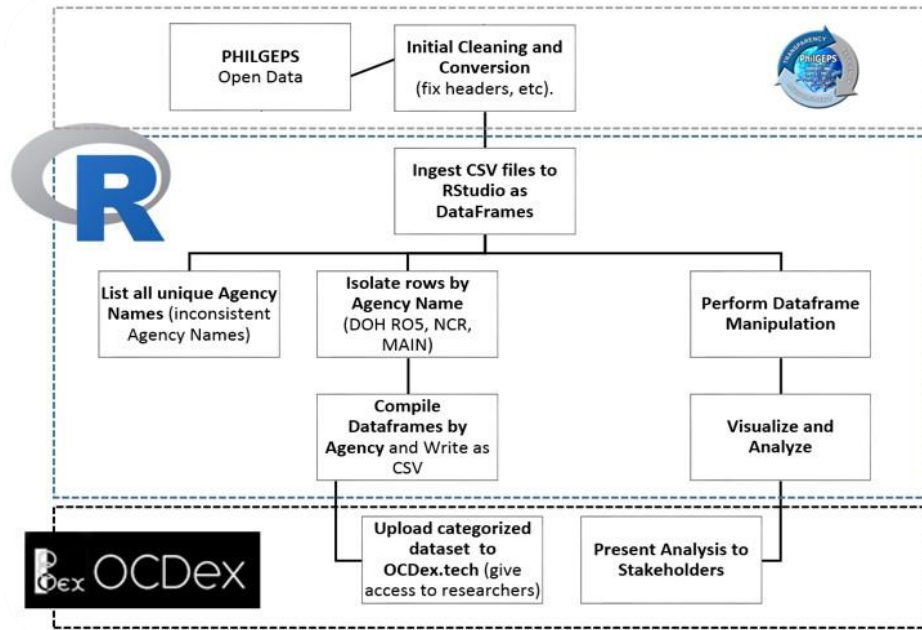 PHILGEPS
Open Data
Initial Cleaning and
Conversion
(fix headers, etc).
TRANSPARENCY
PhilGEPS
Ingest CSV files to
RStudio as
DataFrames
R
List all unique Agency
Names (inconsistent
Agency Names)
Isolate rows by
Agency Name
(DOH RO5, NCR,
MAIN)
Perform Dataframe
Manipulation
Compile
Dataframes by
Agency and Write as
CSV
Visualize and
Analyze
OCDex
Upload categorized
dataset to
OCDex.tech (give
access to researchers)
Present Analysis to
Stakeholders